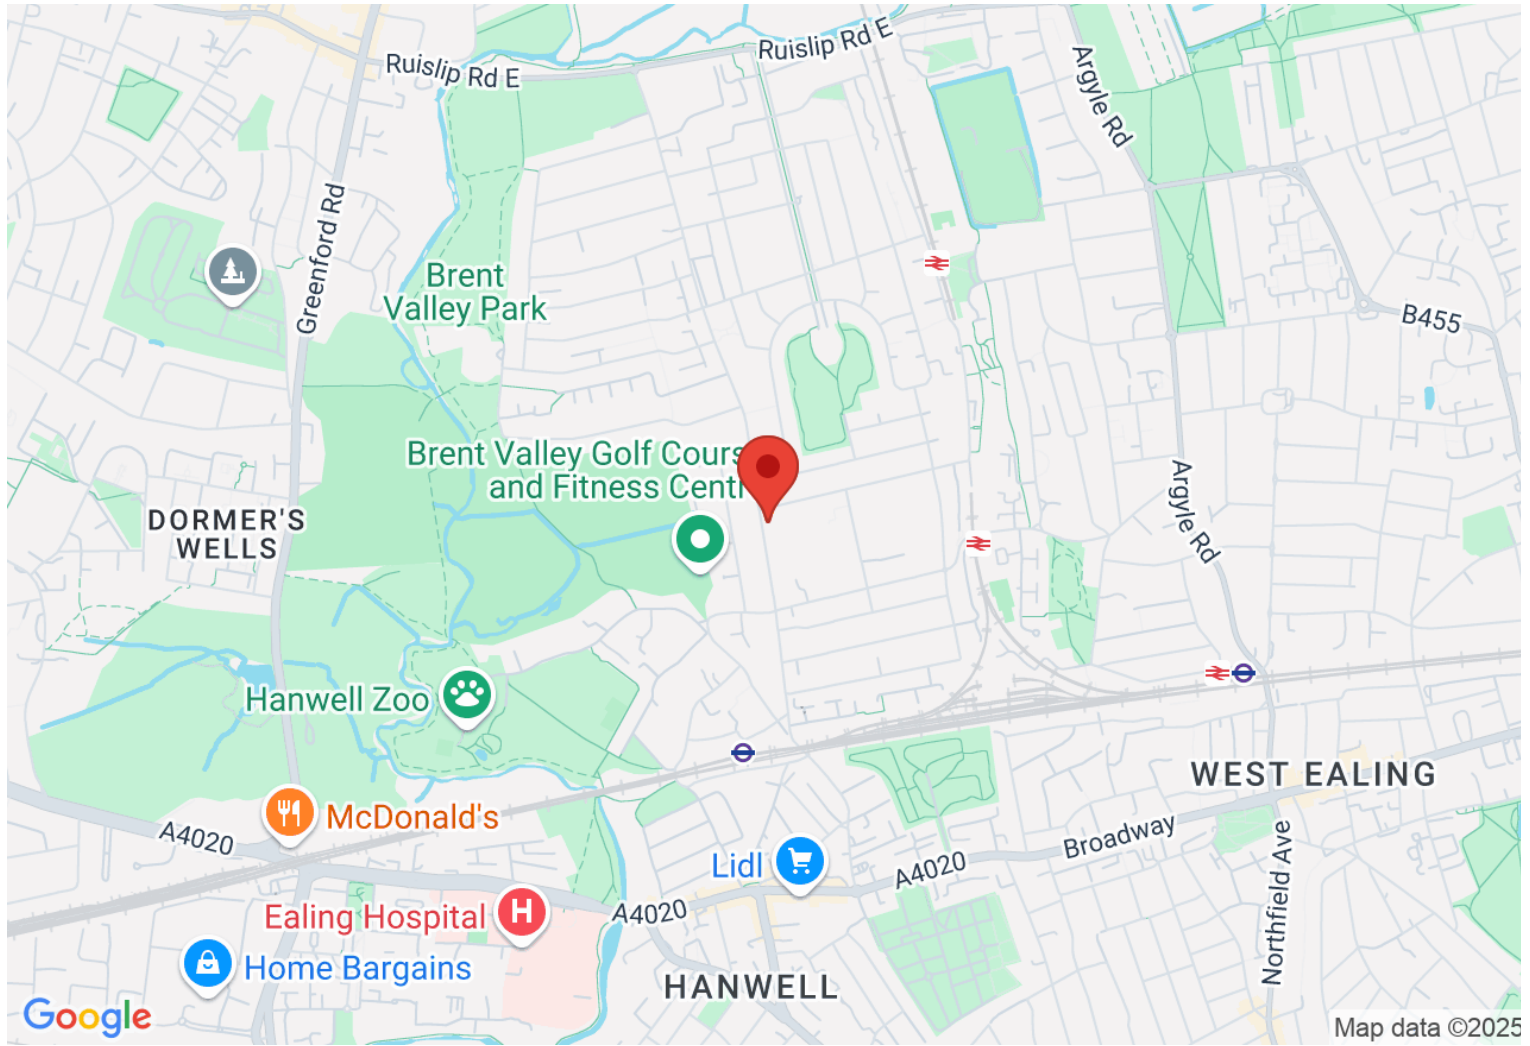 Ruislip Rd E
Ruislip Rd E
Argyle Rd
Greenford Rd
Brent
Valley Park
B455
Brent Valley Golf Cours
and Fitness Cent
DORMER'S
WELLS
Argyle Rd
Hanwell Zoo
WEST EALING
McDonald's
A4020
Broadway
Lidl
A4020
Northfield Ave
Ealing Hospital
H
A4020
Home Bargains
HANWELL
Google
Map data ©2025